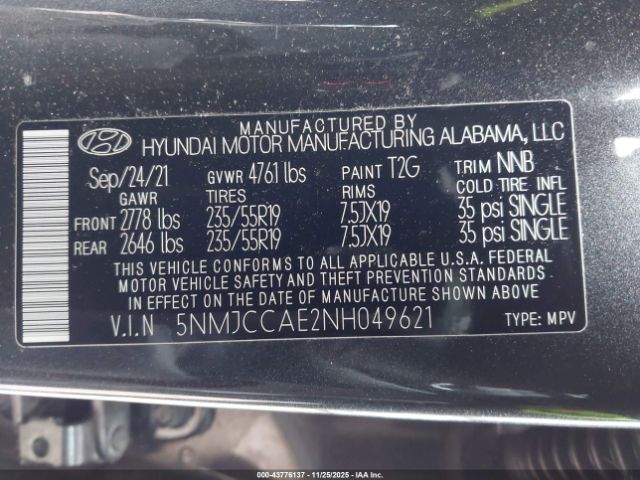 MANUFACTURED BY
HYUNDAI MOTOR MANUFACTURING ALABAMA, LLC
Sep/24/21 GVWR 4761 lbs PAINT T2G TRIM NNB
GAWR TIRES RIMS COLD TIRE INFL
FRONT 2778 lbs 235/55R19 7.5JX19 35 psi SINGLE
REAR 2646 lbs 235/55R19 7.5JX19 35 psi SINGLE
THIS VEHICLE CONFORMS TO ALL APPLICABLE U.S.A. FEDERAL
MOTOR VEHICLE SAFETY AND THEFT PREVENTION STANDARDS
IN EFFECT ON THE DATE OF MANUFACTURE SHOWN ABOVE.
V.I.N 5NMJCCAE2NH049621 TYPE: MPV
000-43776137 - 11/25/2025 - IAAI.COM